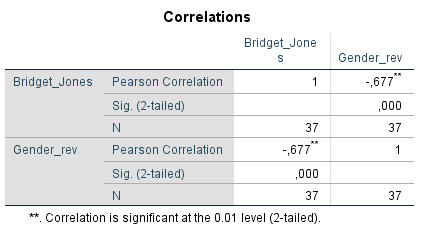 Correlations
Bridget_Jone
s Gender_rev
Bridget_Jones Pearson Correlation 1 -,677**
Sig. (2-tailed) ,000
N 37 37
Gender_rev Pearson Correlation -,677** 1
Sig. (2-tailed) ,000
N 37 37
**. Correlation is significant at the 0.01 level (2-tailed).